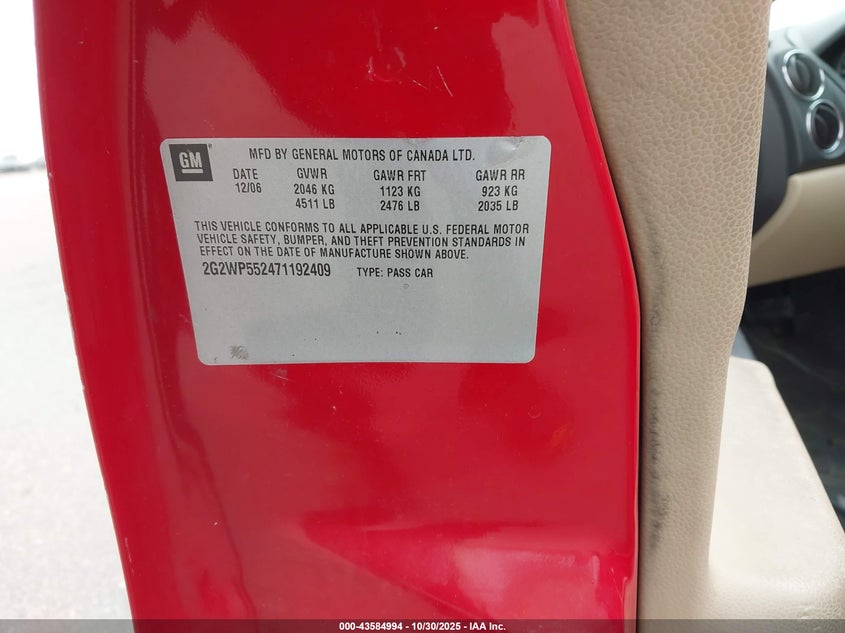 GM
MFD BY GENERAL MOTORS OF CANADA LTD.
DATE GVWR GAWR FRT GAWR RR
12/06 2046 KG 1123 KG 923 KG
4511 LB 2476 LB 2035 LB
THIS VEHICLE CONFORMS TO ALL APPLICABLE U.S. FEDERAL MOTOR
VEHICLE SAFETY, BUMPER, AND THEFT PREVENTION STANDARDS IN
EFFECT ON THE DATE OF MANUFACTURE SHOWN ABOVE.
2G2WP552471192409 TYPE: PASS CAR
000-43584994 - 10/30/2025 - IAA Inc.